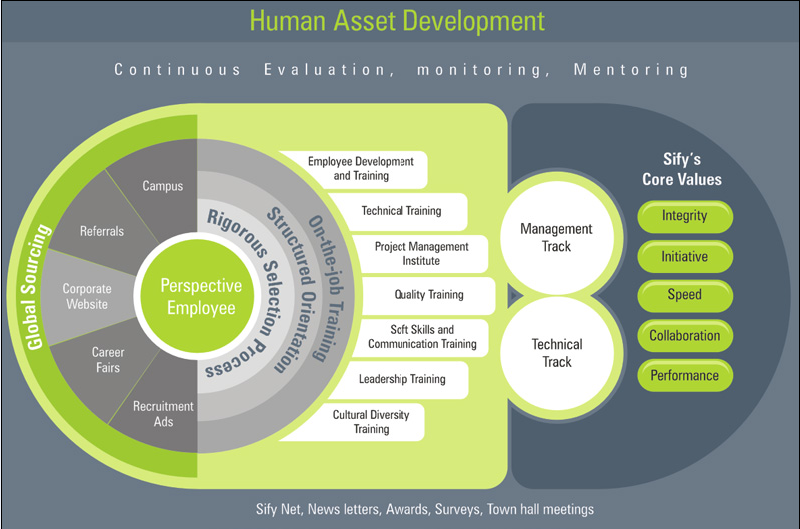 Human Asset Development
Continuous Evaluation, monitoring, Mentoring
Global Sourcing
Campus
Referrals
Corporate
Website
Career
Fairs
Recruitment
Ads
Perspective
Employee
Rigorous Selection Process
Structured Orientation
On-the-job Training
Employee Development
and Training
Technical Training
Project Management
Institute
Quality Training
Scft Skills and
Communication Training
Leadership Training
Cultural Diversity
Training
Management
Track
Technical
Track
Sify's
Core Values
Integrity
Initiative
Speed
Collaboration
Performance
Sify Net, News letters, Awards, Surveys, Town hall meetings